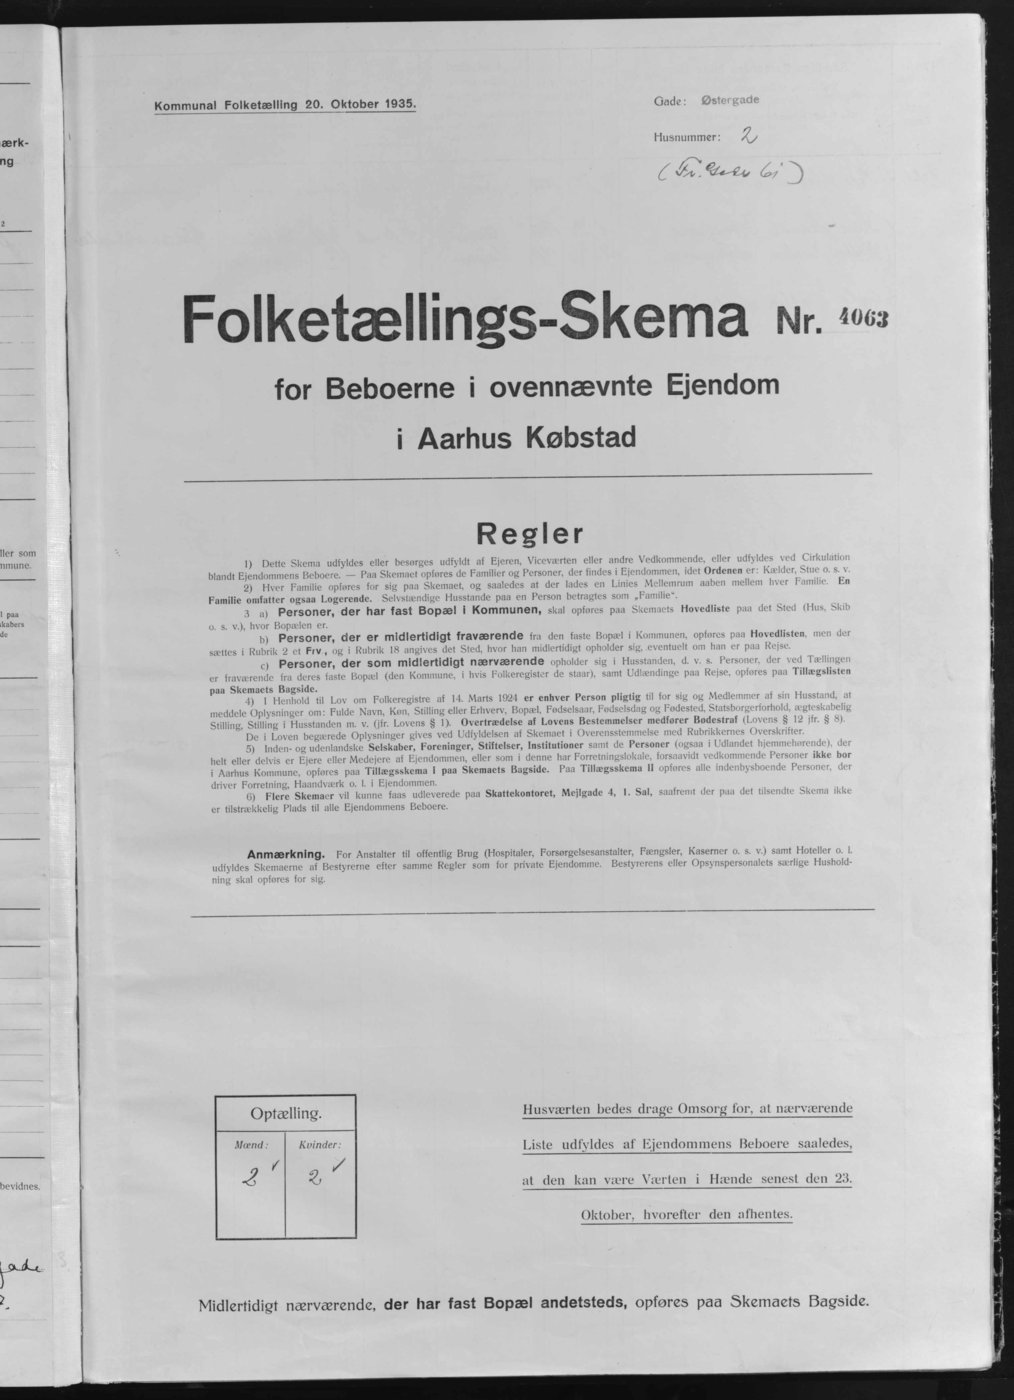 Kommunal Folketælling 20. Oktober 1935.
Gade: Østergade
Husnummer: 2
Folketællings-Skema Nr. 4063
for Beboerne i ovennævnte Ejendom
i Aarhus Købstad
Regler
1) Dette Skema udfyldes eller besørges udfyldt af Ejeren, Viceværten eller andre Vedkommende, eller udfyldes ved Cirkulation
blandt Ejendommens Beboere. — Paa Skemaet opføres de Familier og Personer, der findes i Ejendommen, idet Ordenen er: Kælder, Stue o. s. v.
2) Hver Familie opføres for sig paa Skemaet, og saaledes at der lades en Linies Mellemrum aaben mellem hver Familie. En
Familie omfatter ogsaa Logerende. Selvstændige Husstande paa en Person betragtes som „Familie“.
3 a) Personer, der har fast Bopæl i Kommunen, skal opføres paa Skemaets Hovedliste paa det Sted (Hus, Skib
o. s. v.), hvor Bopælen er.
b) Personer, der er midlertidigt fraværende fra den faste Bopæl i Kommunen, opføres paa Hovedlisten, men der
sættes i Rubrik 2 et Frv., og i Rubrik 18 angives det Sted, hvor han midlertidigt opholder sig, eventuelt om han er paa Rejse.
c) Personer, der som midlertidigt nærværende opholder sig i Husstanden, d. v. s. Personer, der ved Tællingen
er fraværende fra deres faste Bopæl (den Kommune, i hvis Folkeregister de staar), samt Udlændinge paa Rejse, opføres paa Tillægslisten
paa Skemaets Bagside.
4) I Henhold til Lov om Folkeregistre af 14. Marts 1924 er enhver Person pligtig til for sig og Medlemmer af sin Husstand, at
meddele Oplysninger om: Fulde Navn, Køn, Stilling eller Erhverv, Bopæl, Fødselsaar, Fødselsdag og Fødested, Statsborgerforhold, ægteskabelig
Stilling, Stilling i Husstanden m. v. (jfr. Lovens § 1). Overtrædelse af Lovens Bestemmelser medfører Bødestraf (Lovens § 12 jfr. § 8).
De i Loven begærede Oplysninger gives ved Udfyldelsen af Skemaet i Overensstemmelse med Rubrikkernes Overskrifter.
5) Inden- og udenlandske Selskaber, Foreninger, Stiftelser, Institutioner samt de Personer (ogsaa i Udlandet hjemmehørende), der
helt eller delvis er Ejere eller Medejere af Ejendommen, eller som i denne har Forretningslokale, forsaavidt vedkommende Personer ikke bor
i Aarhus Kommune, opføres paa Tillægsskema I paa Skemaets Bagside. Paa Tillægsskema II opføres alle indenbysboende Personer, der
driver Forretning, Haandværk o. l. i Ejendommen.
6) Flere Skemaer vil kunne faas udleverede paa Skattekontoret, Mejlgade 4, 1. Sal, saafremt der paa det tilsendte Skema ikke
er tilstrækkelig Plads til alle Ejendommens Beboere.
Anmærkning. For Anstalter til offentlig Brug (Hospitaler, Forsørgelsesanstalter, Fængsler, Kaserner o. s. v.) samt Hoteller o. l.
udfyldes Skemaerne af Bestyrerne efter samme Regler som for private Ejendomme. Bestyrerens eller Opsynspersonalets særlige Hushold-
ning skal opføres for sig.
Optælling.
Mænd: Kvinder:
2 ✓ 2 ✓
Husværten bedes drage Omsorg for, at nærværende
Liste udfyldes af Ejendommens Beboere saaledes,
at den kan være Værten i Hænde senest den 23.
Oktober, hvorefter den afhentes.
Midlertidigt nærværende, der har fast Bopæl andetsteds, opføres paa Skemaets Bagside.